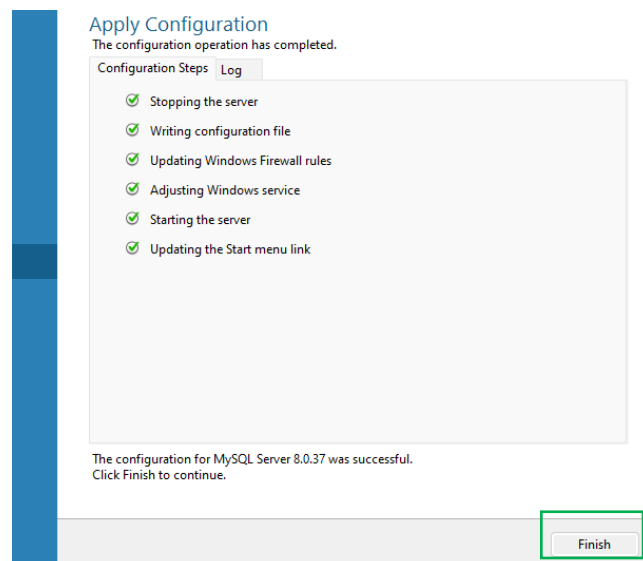 Apply Configuration
The configuration operation has completed.
Configuration Steps Log
Stopping the server
Writing configuration file
Updating Windows Firewall rules
Adjusting Windows service
Starting the server
Updating the Start menu link
The configuration for MySQL Server 8.0.37 was successful.
Click Finish to continue.
Finish